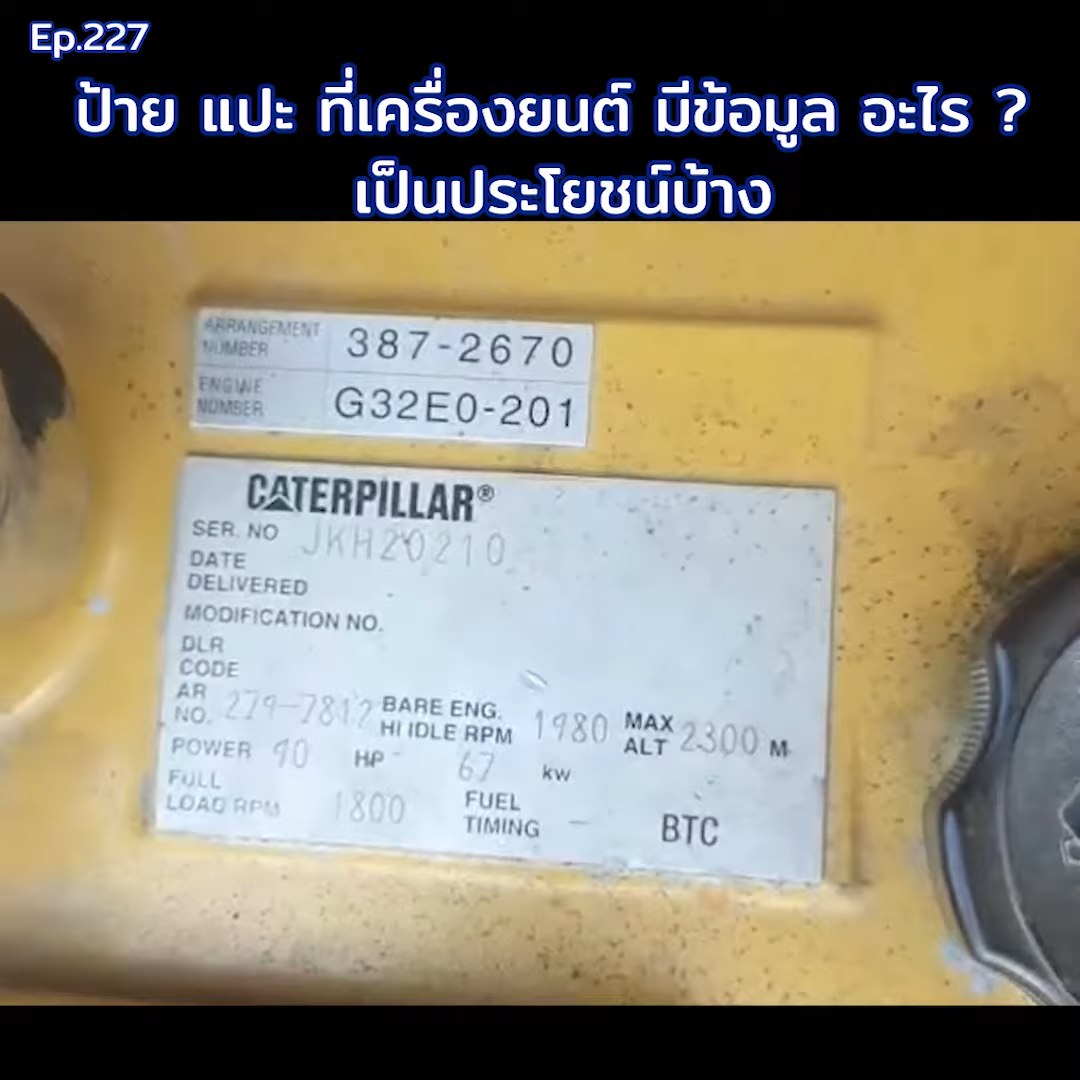 Ep.227
ป้าย แปะ ที่เครื่องยนต์ มีข้อมูล อะไร ?
เป็นประโยชน์บ้าง
ARRANGEMENT NUMBER 387-2670
ENGINE NUMBER G32E0-201
CATERPILLAR®
SER. NO JKH20210
DATE DELIVERED
MODIFICATION NO.
DLR CODE
AR NO. 279-7812 BARE ENG. HI IDLE RPM 1980 MAX ALT 2300 M
POWER 90 HP 67 kw
FULL LOAD RPM 1800 FUEL TIMING - BTC